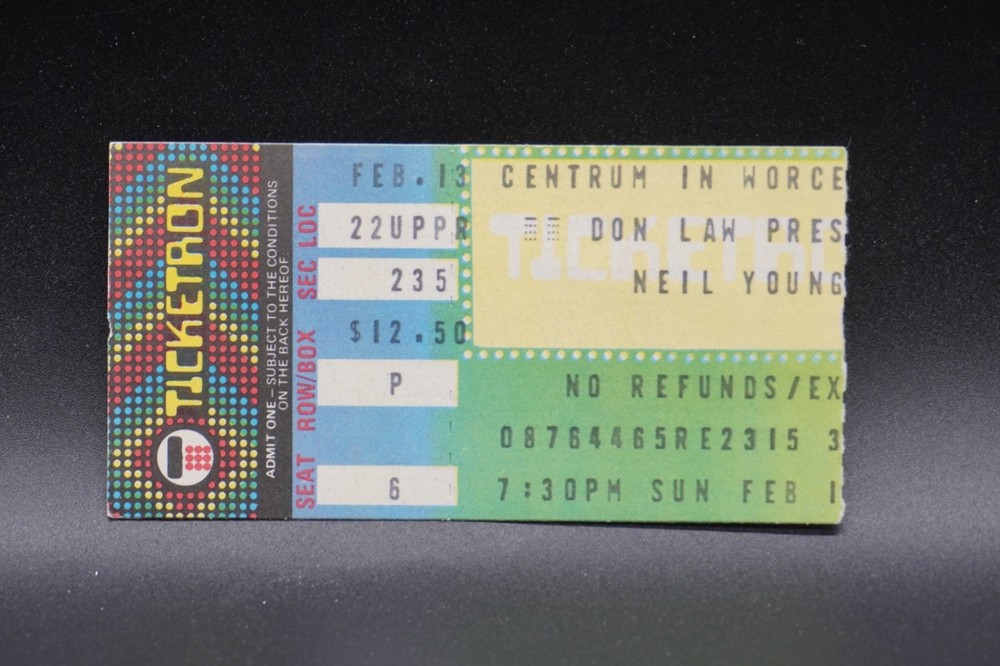 TICKETRON
ADMIT ONE – SUBJECT TO THE CONDITIONS
ON THE BACK HEREOF
SEC LOC
ROW/BOX
SEAT
FEB.13
22UPPR
235
$12.50
P
6
TICKETR
CENTRUM IN WORCE
DON LAW PRES
NEIL YOUNG
NO REFUNDS/EX
08764465RE2315 3
7:30PM SUN FEB 1